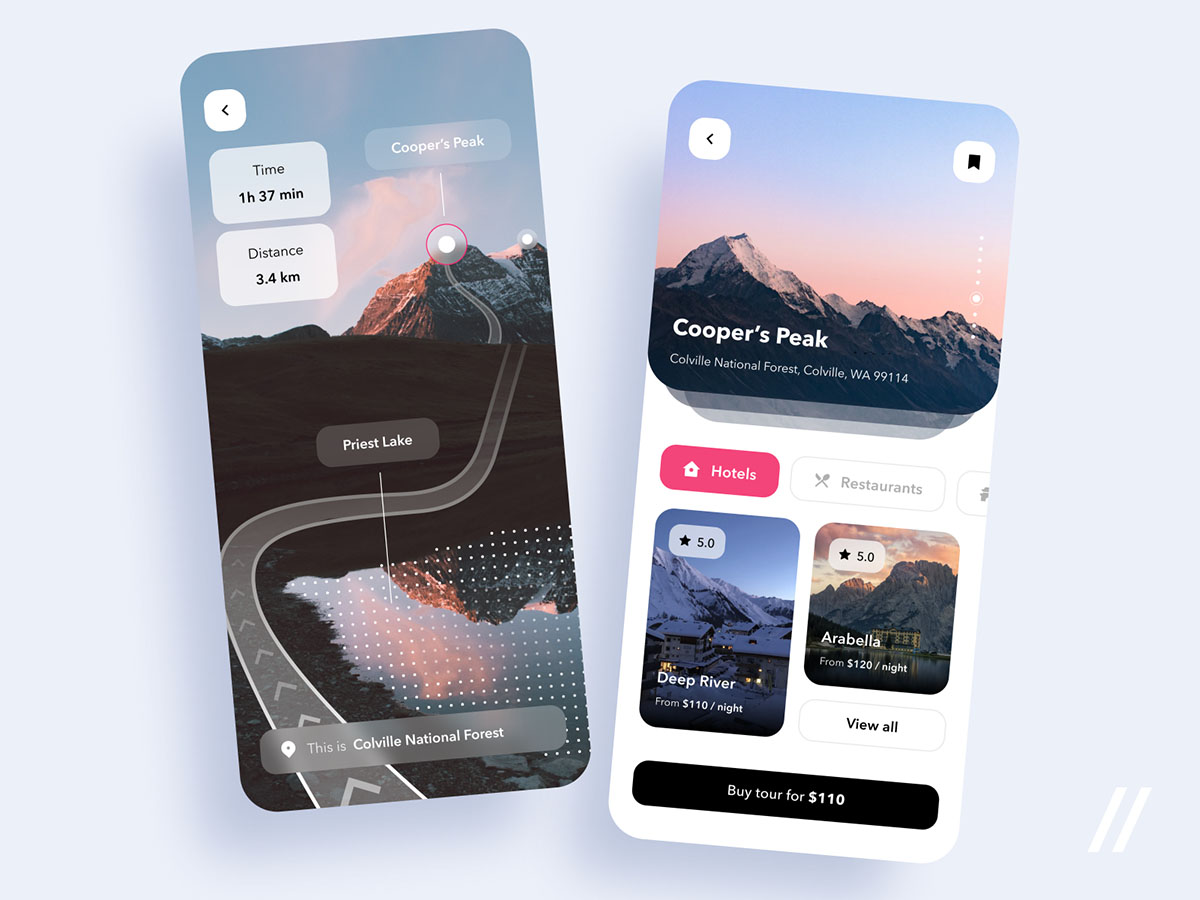 Cooper's Peak
Time
1h 37 min
Distance
3.4 km
Priest Lake
This is Colville National Forest
Cooper's Peak
Colville National Forest, Colville, WA 99114
Hotels
Restaurants
5.0
5.0
Arabella
From $120 / night
Deep River
From $110 / night
View all
Buy tour for $110